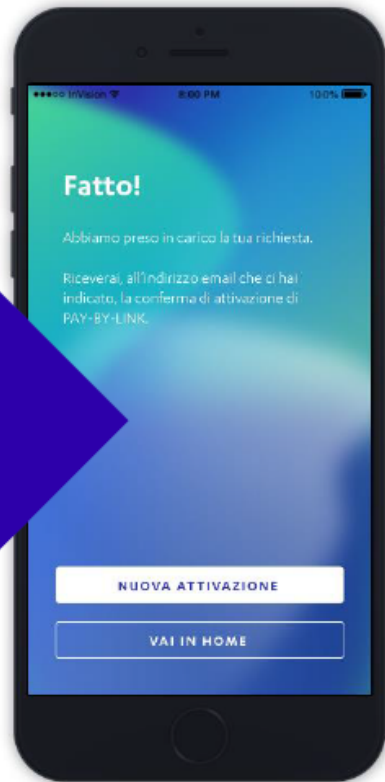 InVision 8:00 PM 100%
Fatto!
Abbiamo preso in carico la tua richiesta.
Riceverai, all'indirizzo email che ci hai
indicato, la conferma di attivazione di
PAY-BY-LINK.
NUOVA ATTIVAZIONE
VAI IN HOME